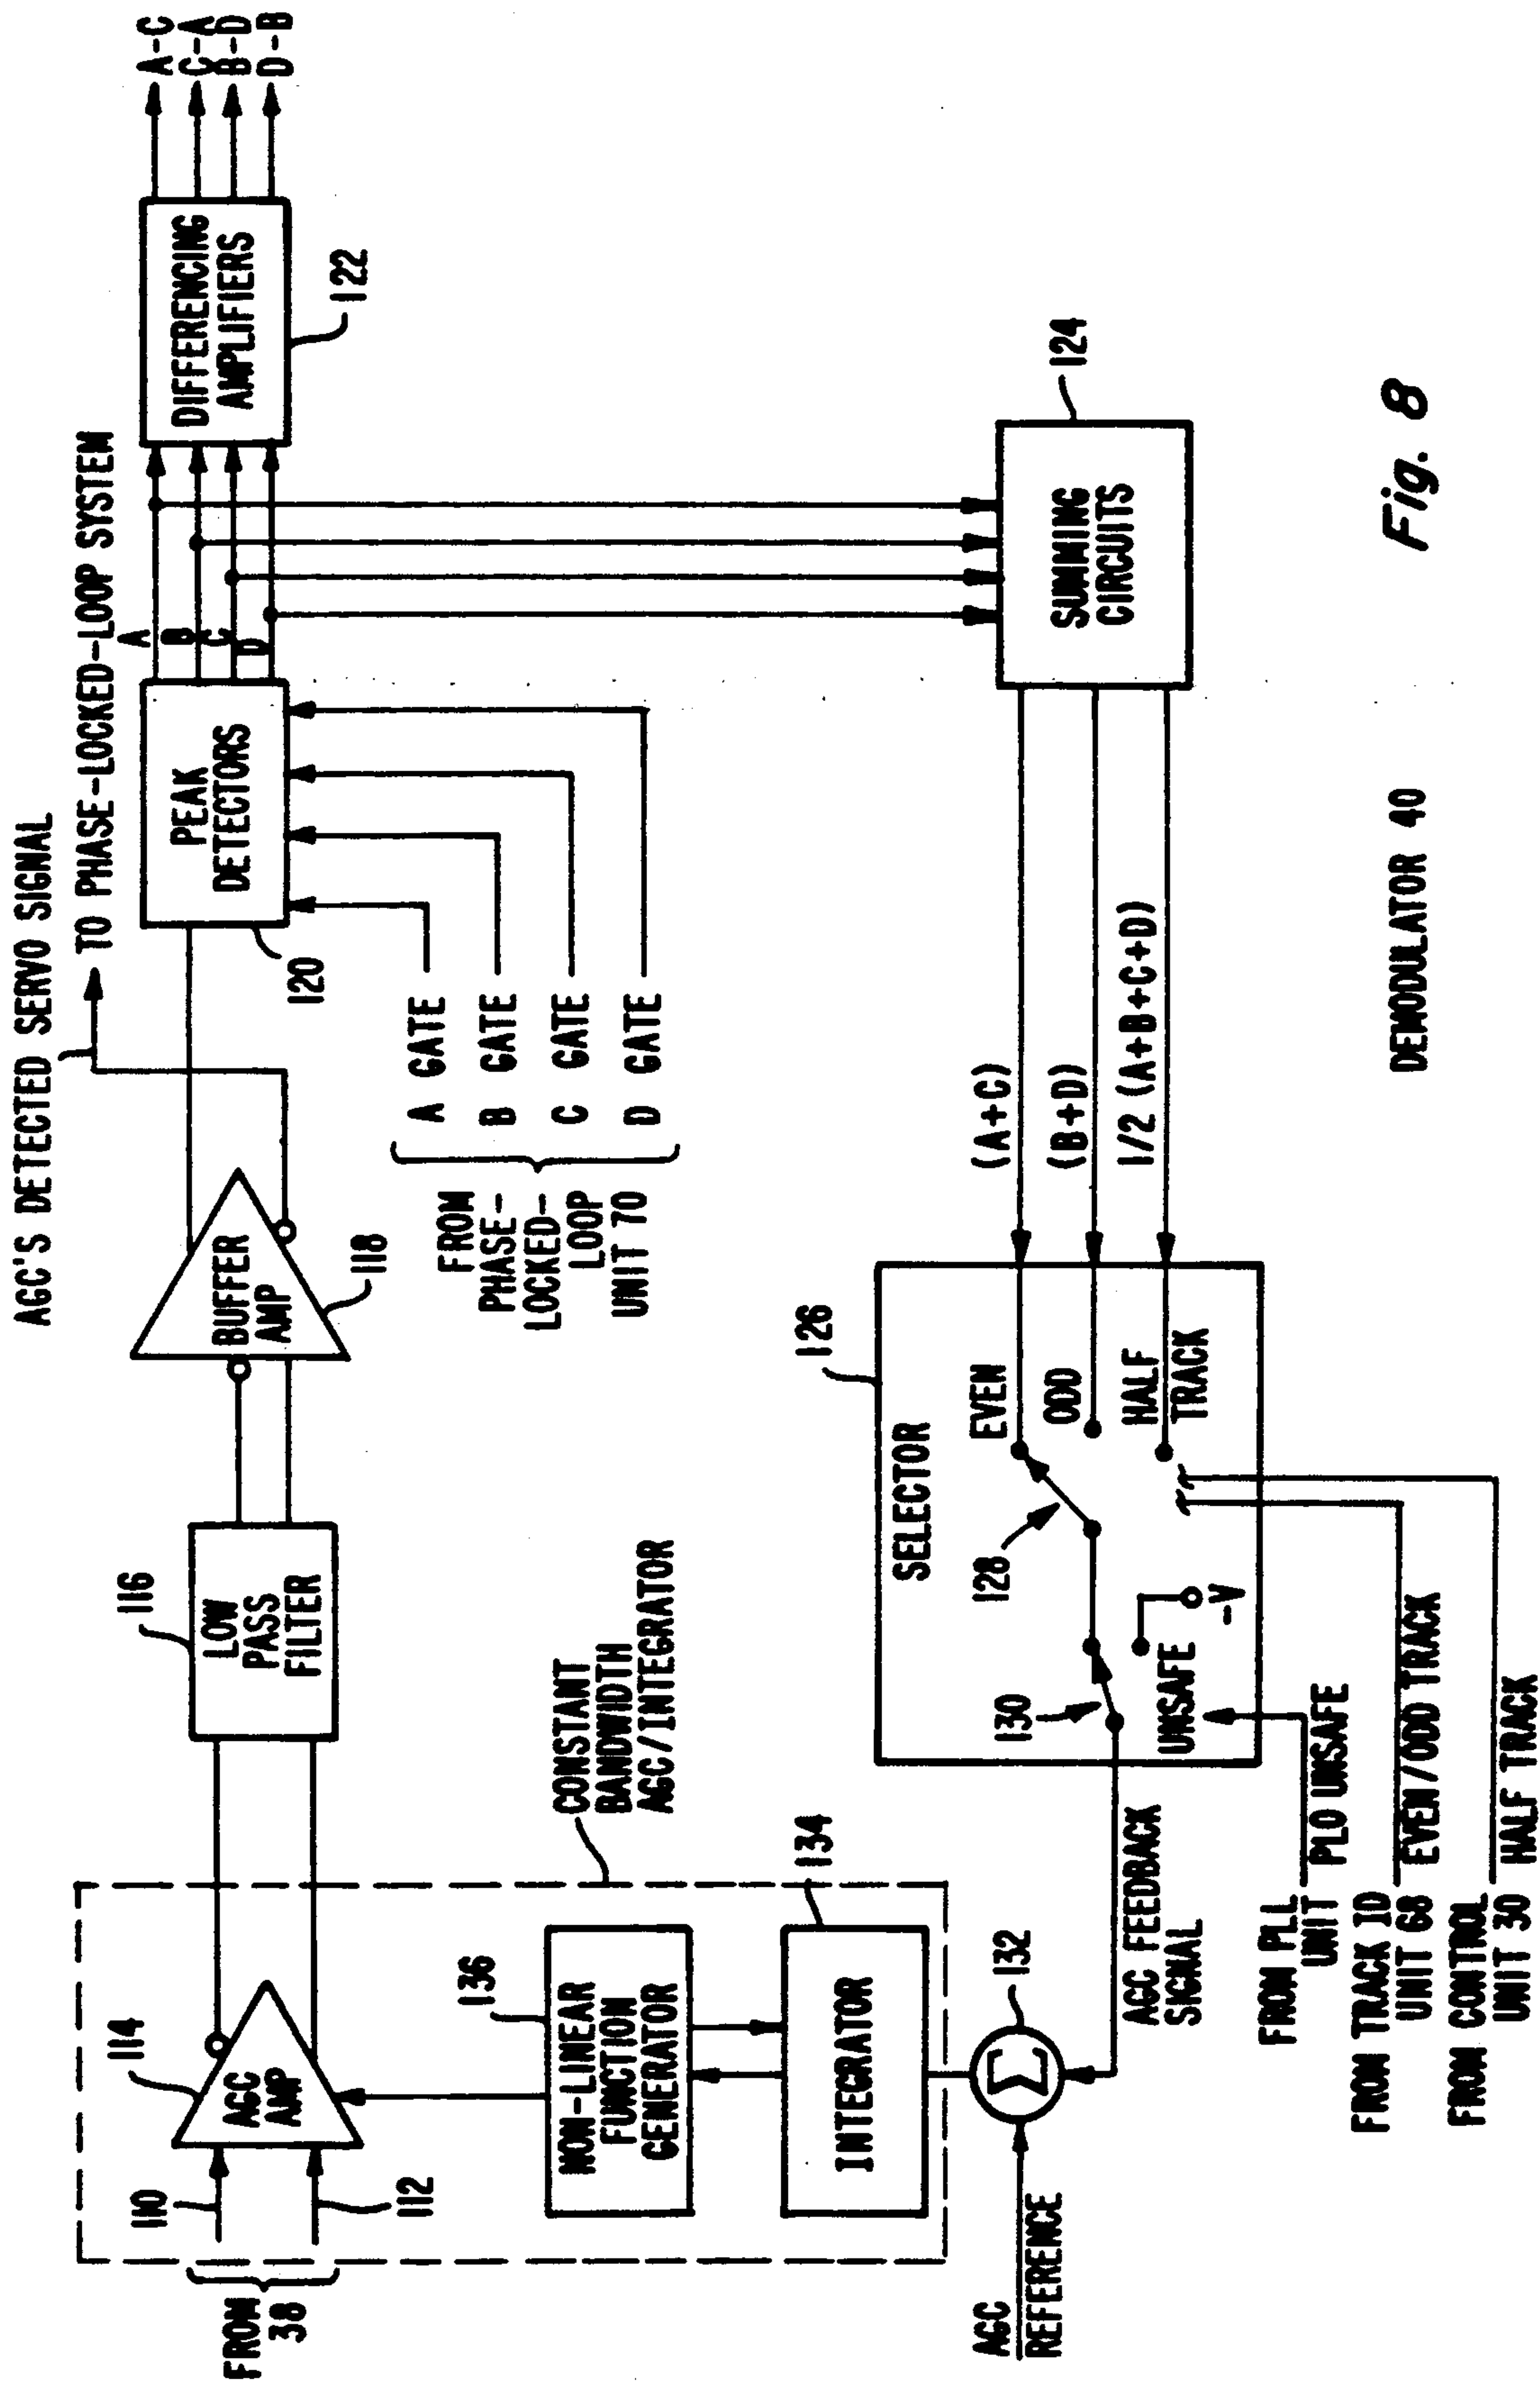 AGC'S DETECTED SERVO SIGNAL
TO PHASE-LOCKED-LOOP SYSTEM
FROM
38
110
112
114
AGC
AMP
116
LOW
PASS
FILTER
BUFFER
AMP
118
PEAK
DETECTORS
120
A
B
C
D
DIFFERENCING
AMPLIFIERS
122
A-C
C-A
B-D
D-B
FROM
PHASE-
LOCKED-
LOOP
UNIT 70
A GATE
B GATE
C GATE
D GATE
CONSTANT
BANDWIDTH
AGC/INTEGRATOR
136
NON-LINEAR
FUNCTION
GENERATOR
134
INTEGRATOR
132
Σ
AGC
REFERENCE
AGC FEEDBACK
SIGNAL
126
SELECTOR
128
130
EVEN
ODD
HALF
TRACK
UNSAFE
-V
(A+C)
(B+D)
1/2 (A+B+C+D)
SUMMING
CIRCUITS
124
FROM PLL
UNIT
PLO UNSAFE
FROM TRACK ID
UNIT 68
EVEN/ODD TRACK
FROM CONTROL
UNIT 30
HALF TRACK
DEMODULATOR 40
Fig. 8